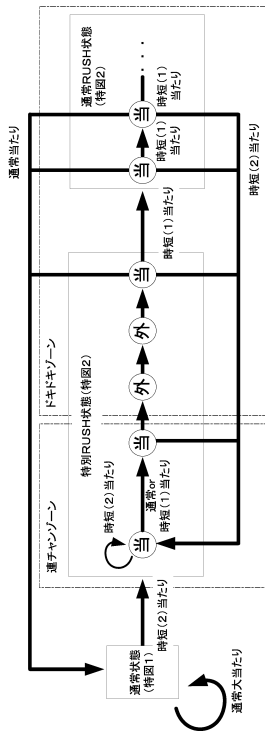 連チャンゾーン
ドキドキゾーン
通常当たり
特別RUSH状態(特図2)
通常RUSH状態
(特図2)
通常状態
(特図1)
時短(2)当たり
時短(2)当たり
当
通常or
時短(1)当たり
当
外
外
当
時短(1)当たり
当
時短(1)
当たり
当
時短(1)
当たり
・・・・
時短(2)当たり
通常大当たり